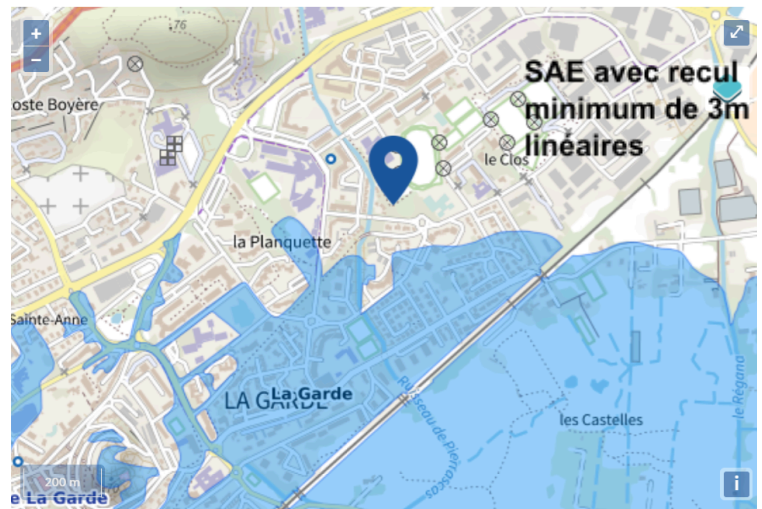 +
−
76
SAE avec recul
minimum de 3m
linéaires
oste Boyère
le Clos
la Planquette
Sainte-Anne
LA GARDE
La Garde
Ruisseau de Pierrascas
le Régana
les Castelles
200 m
e La Garde
i